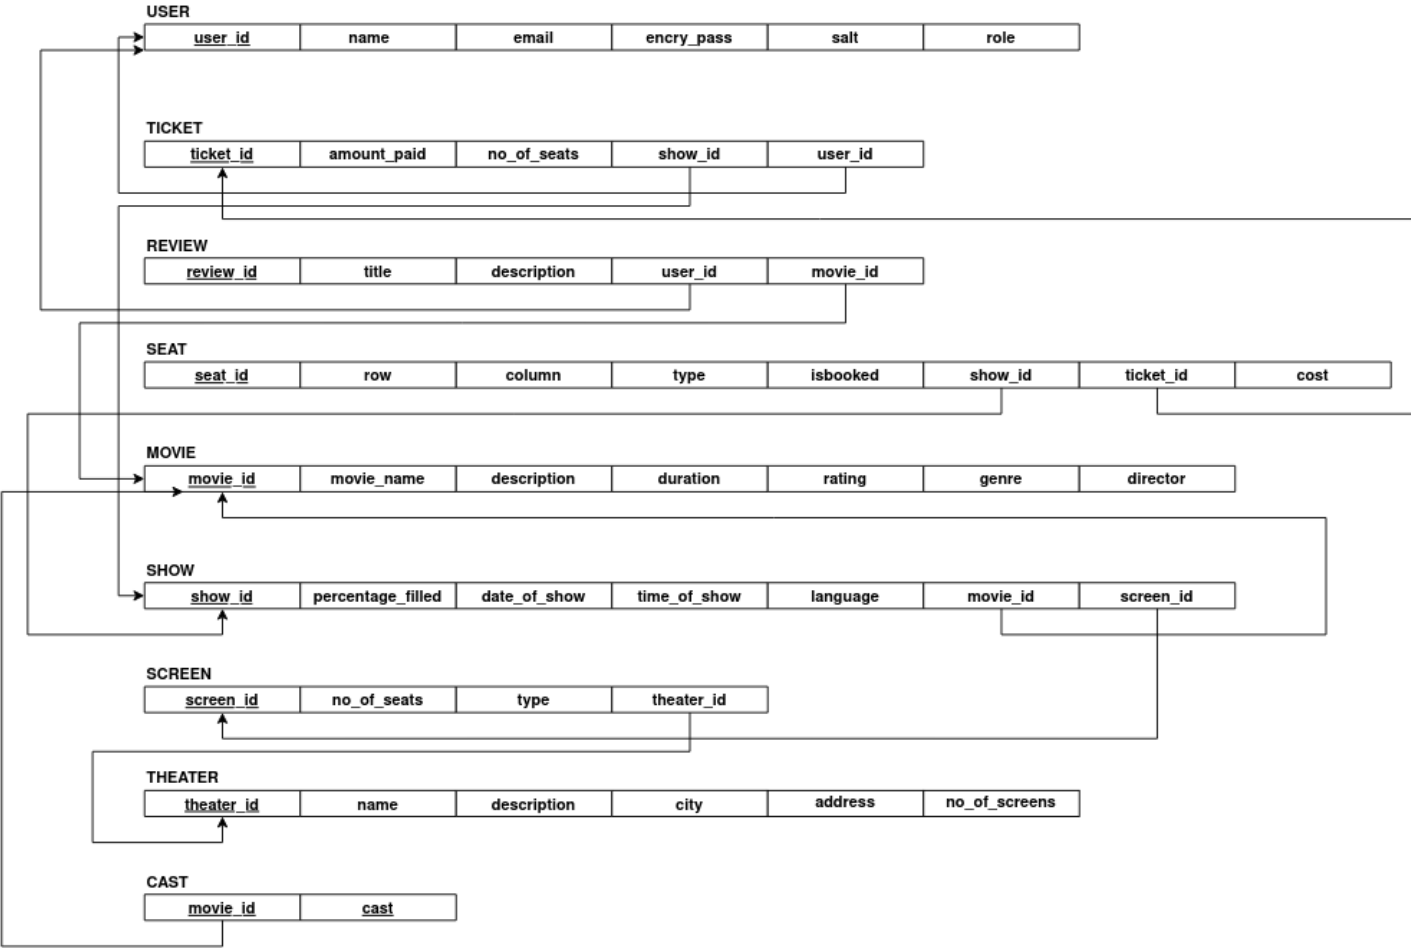 USER
user_id name email encry_pass salt role
TICKET
ticket_id amount_paid no_of_seats show_id user_id
REVIEW
review_id title description user_id movie_id
SEAT
seat_id row column type isbooked show_id ticket_id cost
MOVIE
movie_id movie_name description duration rating genre director
SHOW
show_id percentage_filled date_of_show time_of_show language movie_id screen_id
SCREEN
screen_id no_of_seats type theater_id
THEATER
theater_id name description city address no_of_screens
CAST
movie_id cast